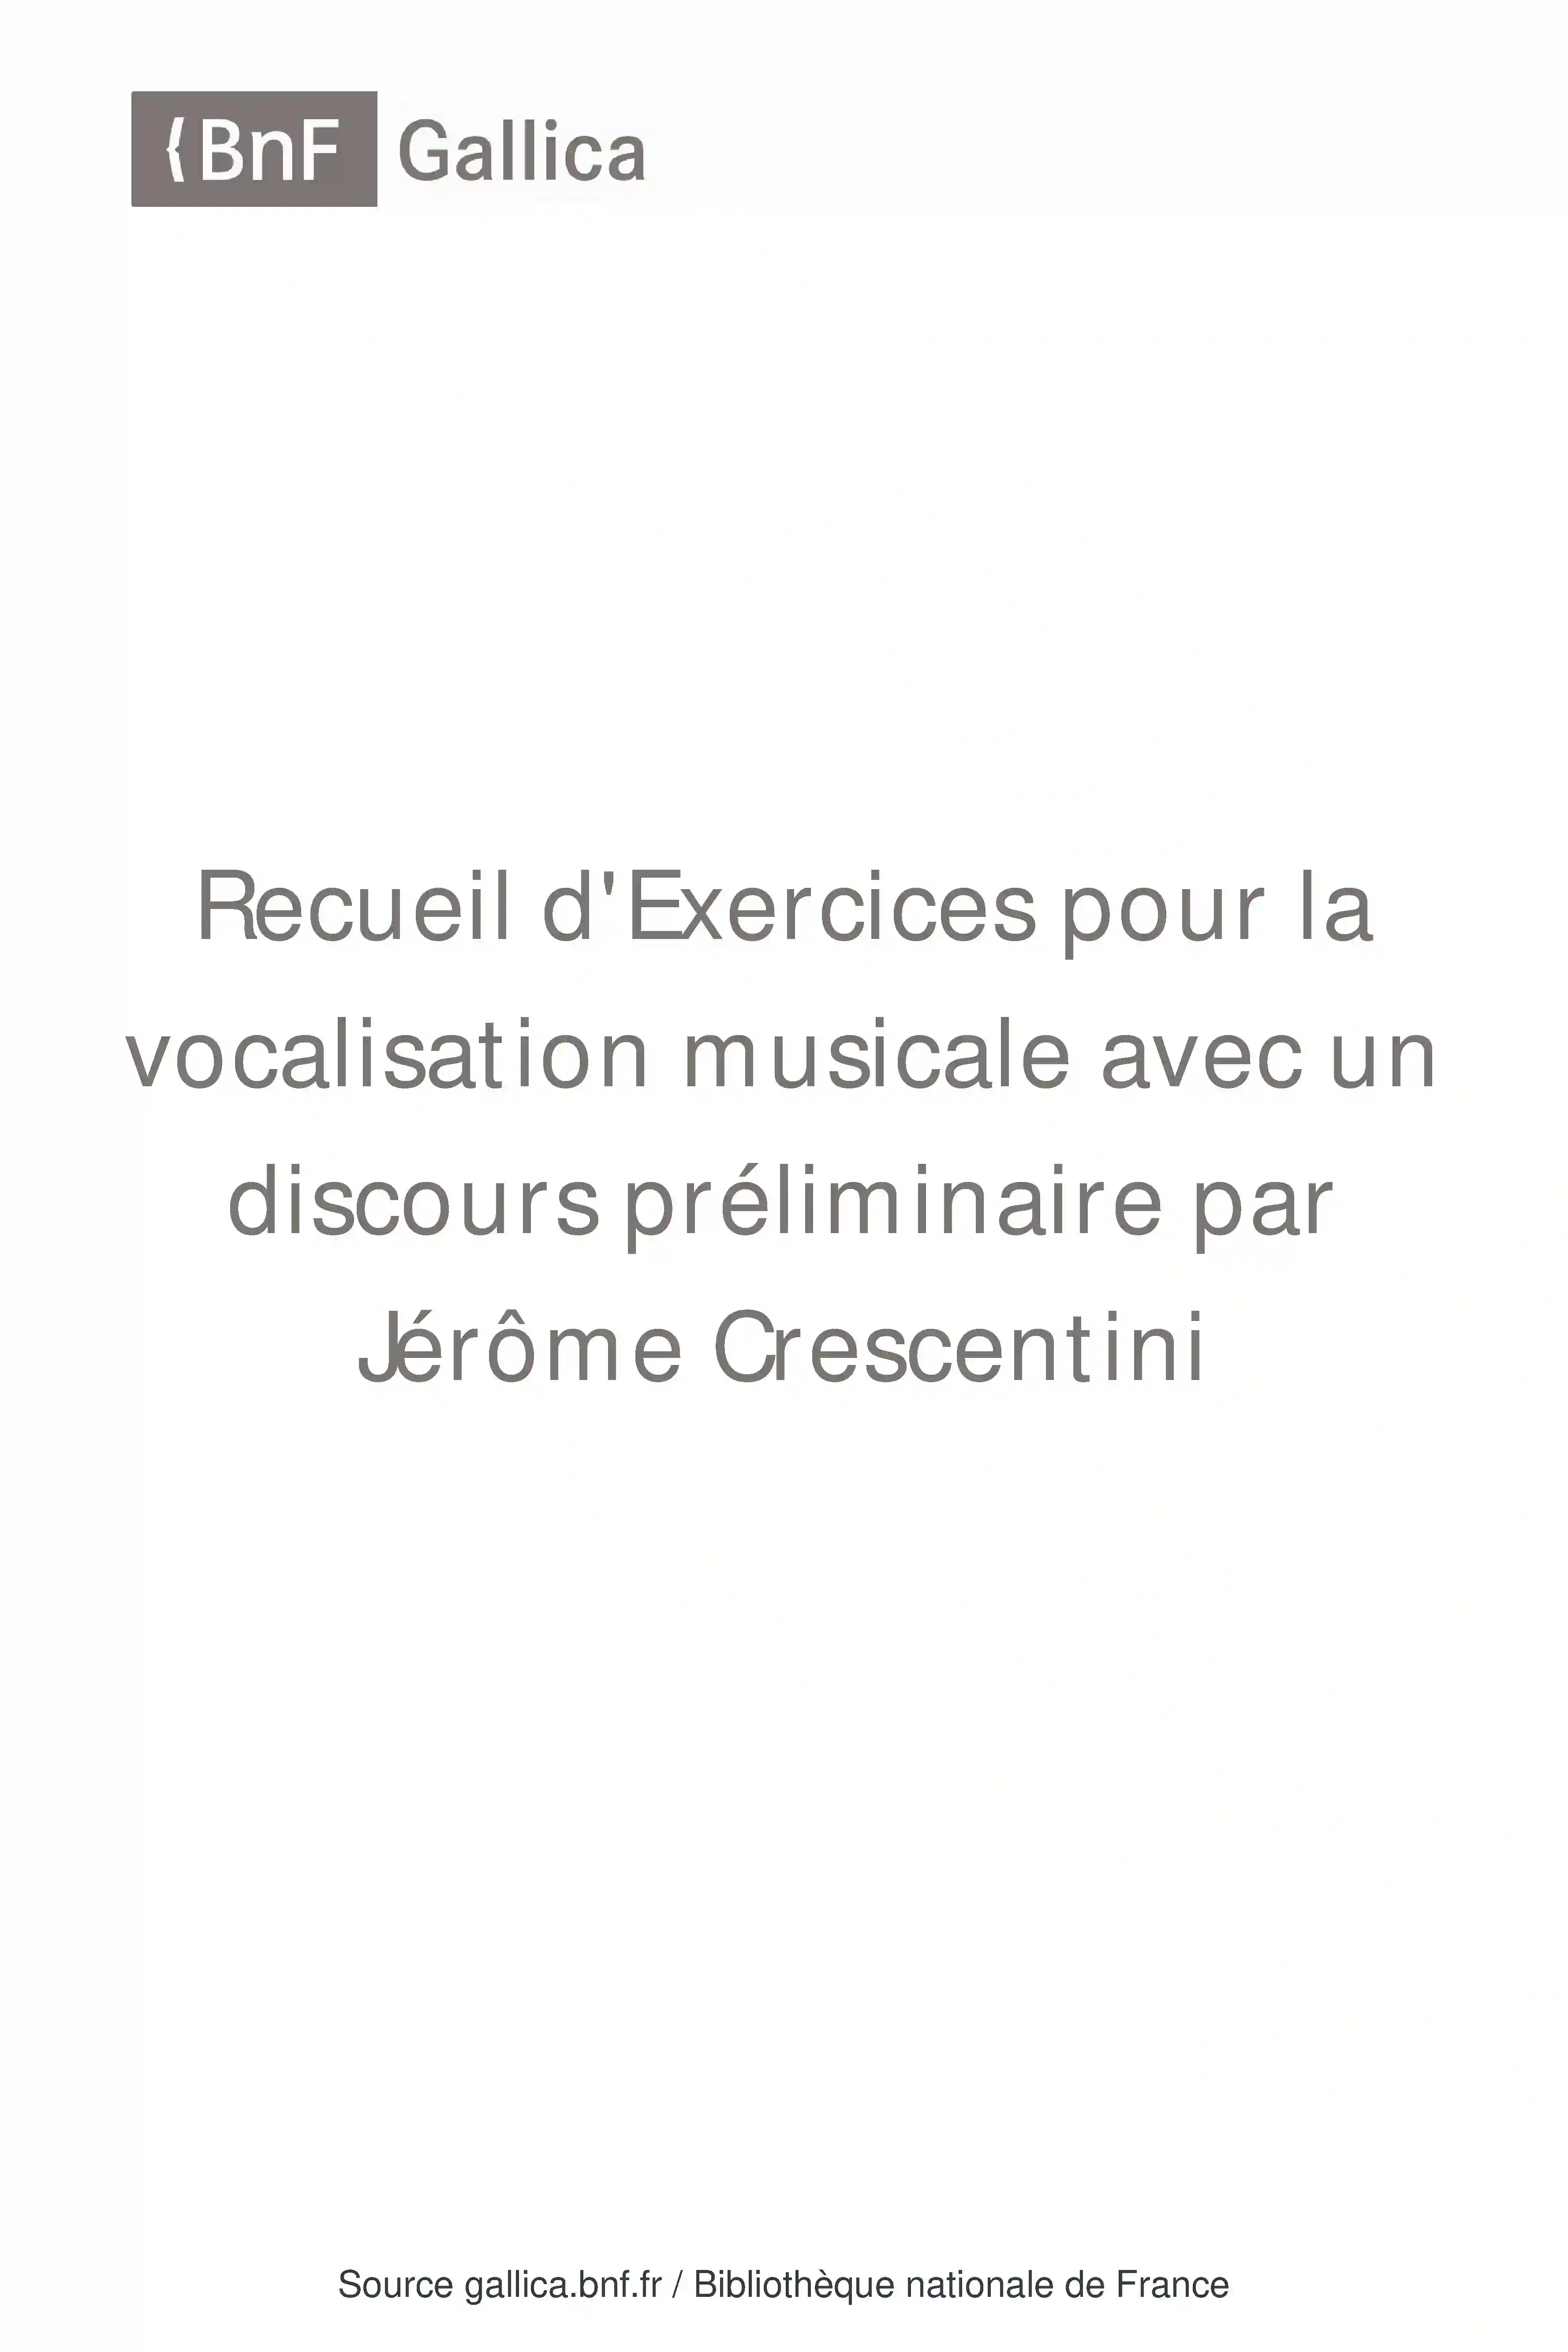 {BnF Gallica
Recueil d'Exercices pour la
vocalisation musicale avec un
discours préliminaire par
Jérôme Crescentini
Source gallica.bnf.fr / Bibliothèque nationale de France